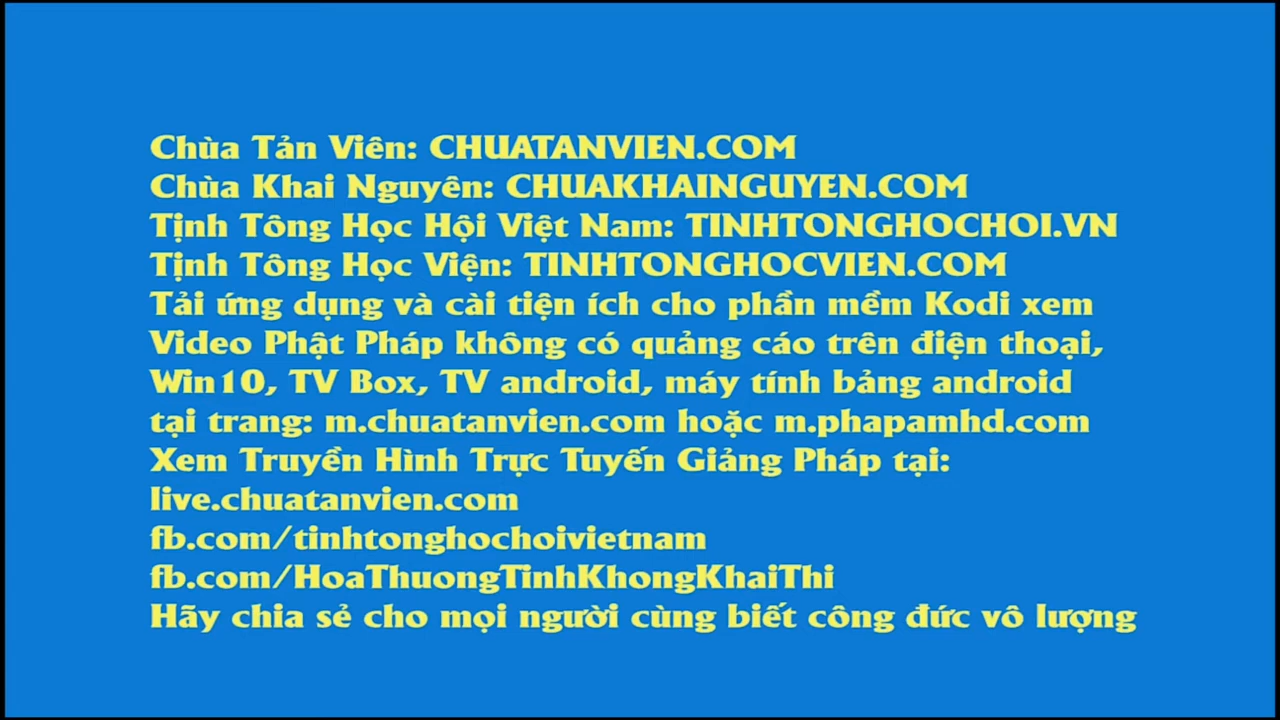 Chùa Tản Viên: CHUATANVIEN.COM
Chùa Khai Nguyên: CHUAKHAINGUYEN.COM
Tịnh Tông Học Hội Việt Nam: TINHTONGHOCHOI.VN
Tịnh Tông Học Viện: TINHTONGHOCVIEN.COM
Tải ứng dụng và cài tiện ích cho phần mềm Kodi xem
Video Phật Pháp không có quảng cáo trên điện thoại,
Win10, TV Box, TV android, máy tính bảng android
tại trang: m.chuatanvien.com hoặc m.phapamhd.com
Xem Truyền Hình Trực Tuyến Giảng Pháp tại:
live.chuatanvien.com
fb.com/tinhtonghochoivietnam
fb.com/HoaThuongTinhKhongKhaiThi
Hãy chia sẻ cho mọi người cùng biết công đức vô lượng